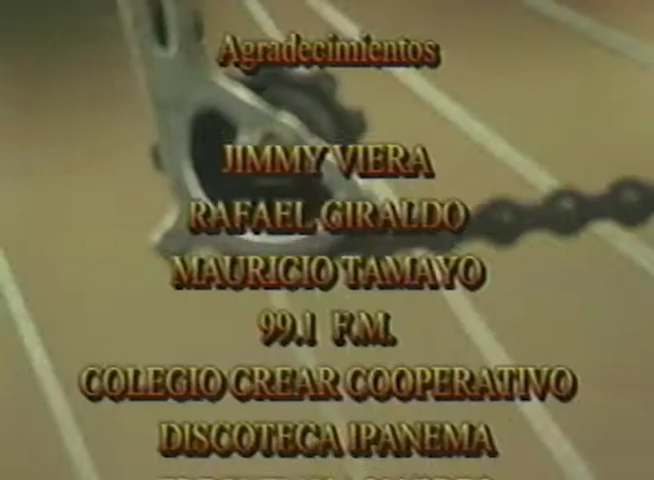 Agradecimientos
JIMMY VIERA
RAFAEL GIRALDO
MAURICIO TAMAYO
99.1 F.M.
COLEGIO CREAR COOPERATIVO
DISCOTECA IPANEMA